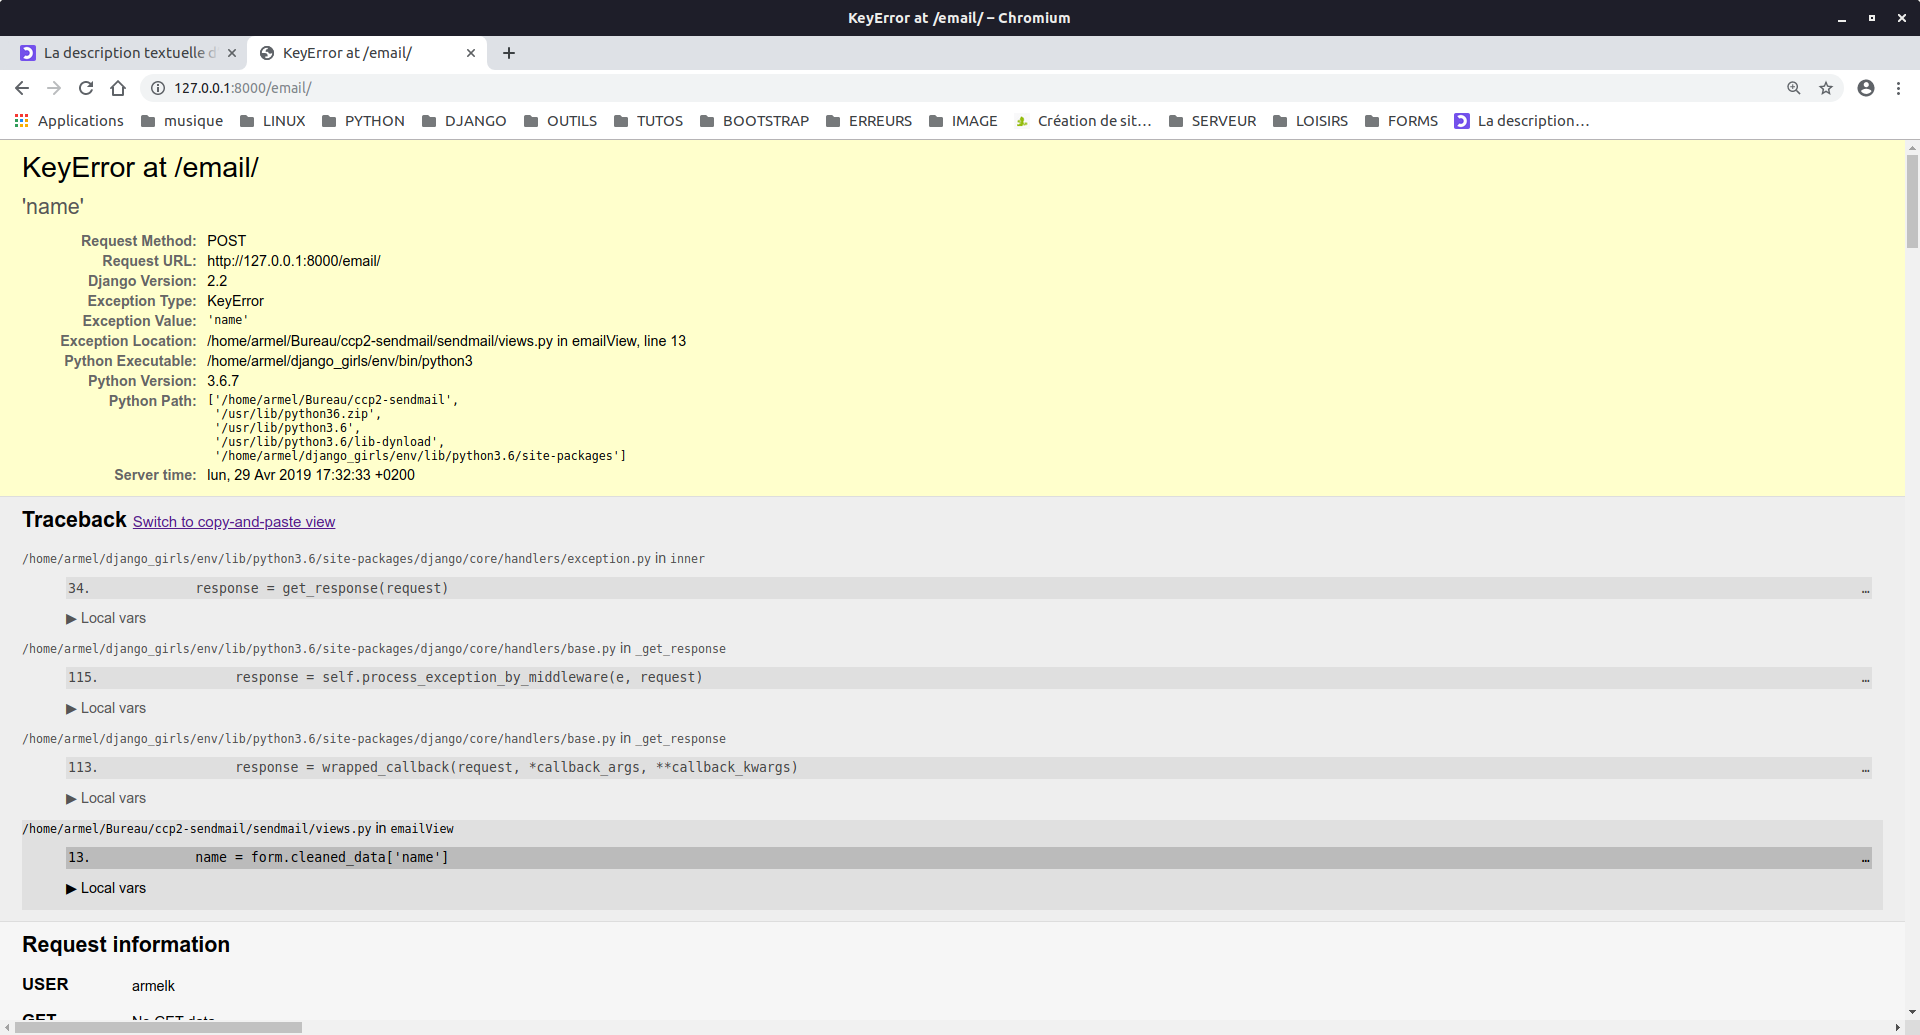 KeyError at /email/ – Chromium
La description textuelle d
KeyError at /email/
127.0.0.1:8000/email/
Applications musique LINUX PYTHON DJANGO OUTILS TUTOS BOOTSTRAP ERREURS IMAGE Création de sit... SERVEUR LOISIRS FORMS La description...
KeyError at /email/
'name'
Request Method: POST
Request URL: http://127.0.0.1:8000/email/
Django Version: 2.2
Exception Type: KeyError
Exception Value: 'name'
Exception Location: /home/armel/Bureau/ccp2-sendmail/sendmail/views.py in emailView, line 13
Python Executable: /home/armel/django_girls/env/bin/python3
Python Version: 3.6.7
Python Path: ['/home/armel/Bureau/ccp2-sendmail',
'/usr/lib/python36.zip',
'/usr/lib/python3.6',
'/usr/lib/python3.6/lib-dynload',
'/home/armel/django_girls/env/lib/python3.6/site-packages']
Server time: lun, 29 Avr 2019 17:32:33 +0200
Traceback Switch to copy-and-paste view
/home/armel/django_girls/env/lib/python3.6/site-packages/django/core/handlers/exception.py in inner
34. response = get_response(request) …
▶ Local vars
/home/armel/django_girls/env/lib/python3.6/site-packages/django/core/handlers/base.py in _get_response
115. response = self.process_exception_by_middleware(e, request) …
▶ Local vars
/home/armel/django_girls/env/lib/python3.6/site-packages/django/core/handlers/base.py in _get_response
113. response = wrapped_callback(request, *callback_args, **callback_kwargs) …
▶ Local vars
/home/armel/Bureau/ccp2-sendmail/sendmail/views.py in emailView
13. name = form.cleaned_data['name'] …
▶ Local vars
Request information
USER armelk
GET No GET data